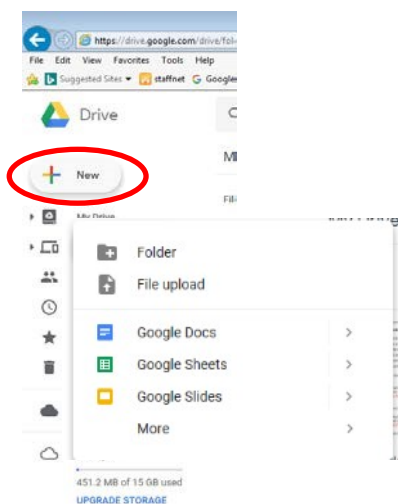 https://drive.google.com/drive/fol
File Edit View Favorites Tools Help
Suggested Sites staffnet G Google
Drive
New
My Drive
Folder
File upload
Google Docs
Google Sheets
Google Slides
More
451.2 MB of 15 GB used
UPGRADE STORAGE